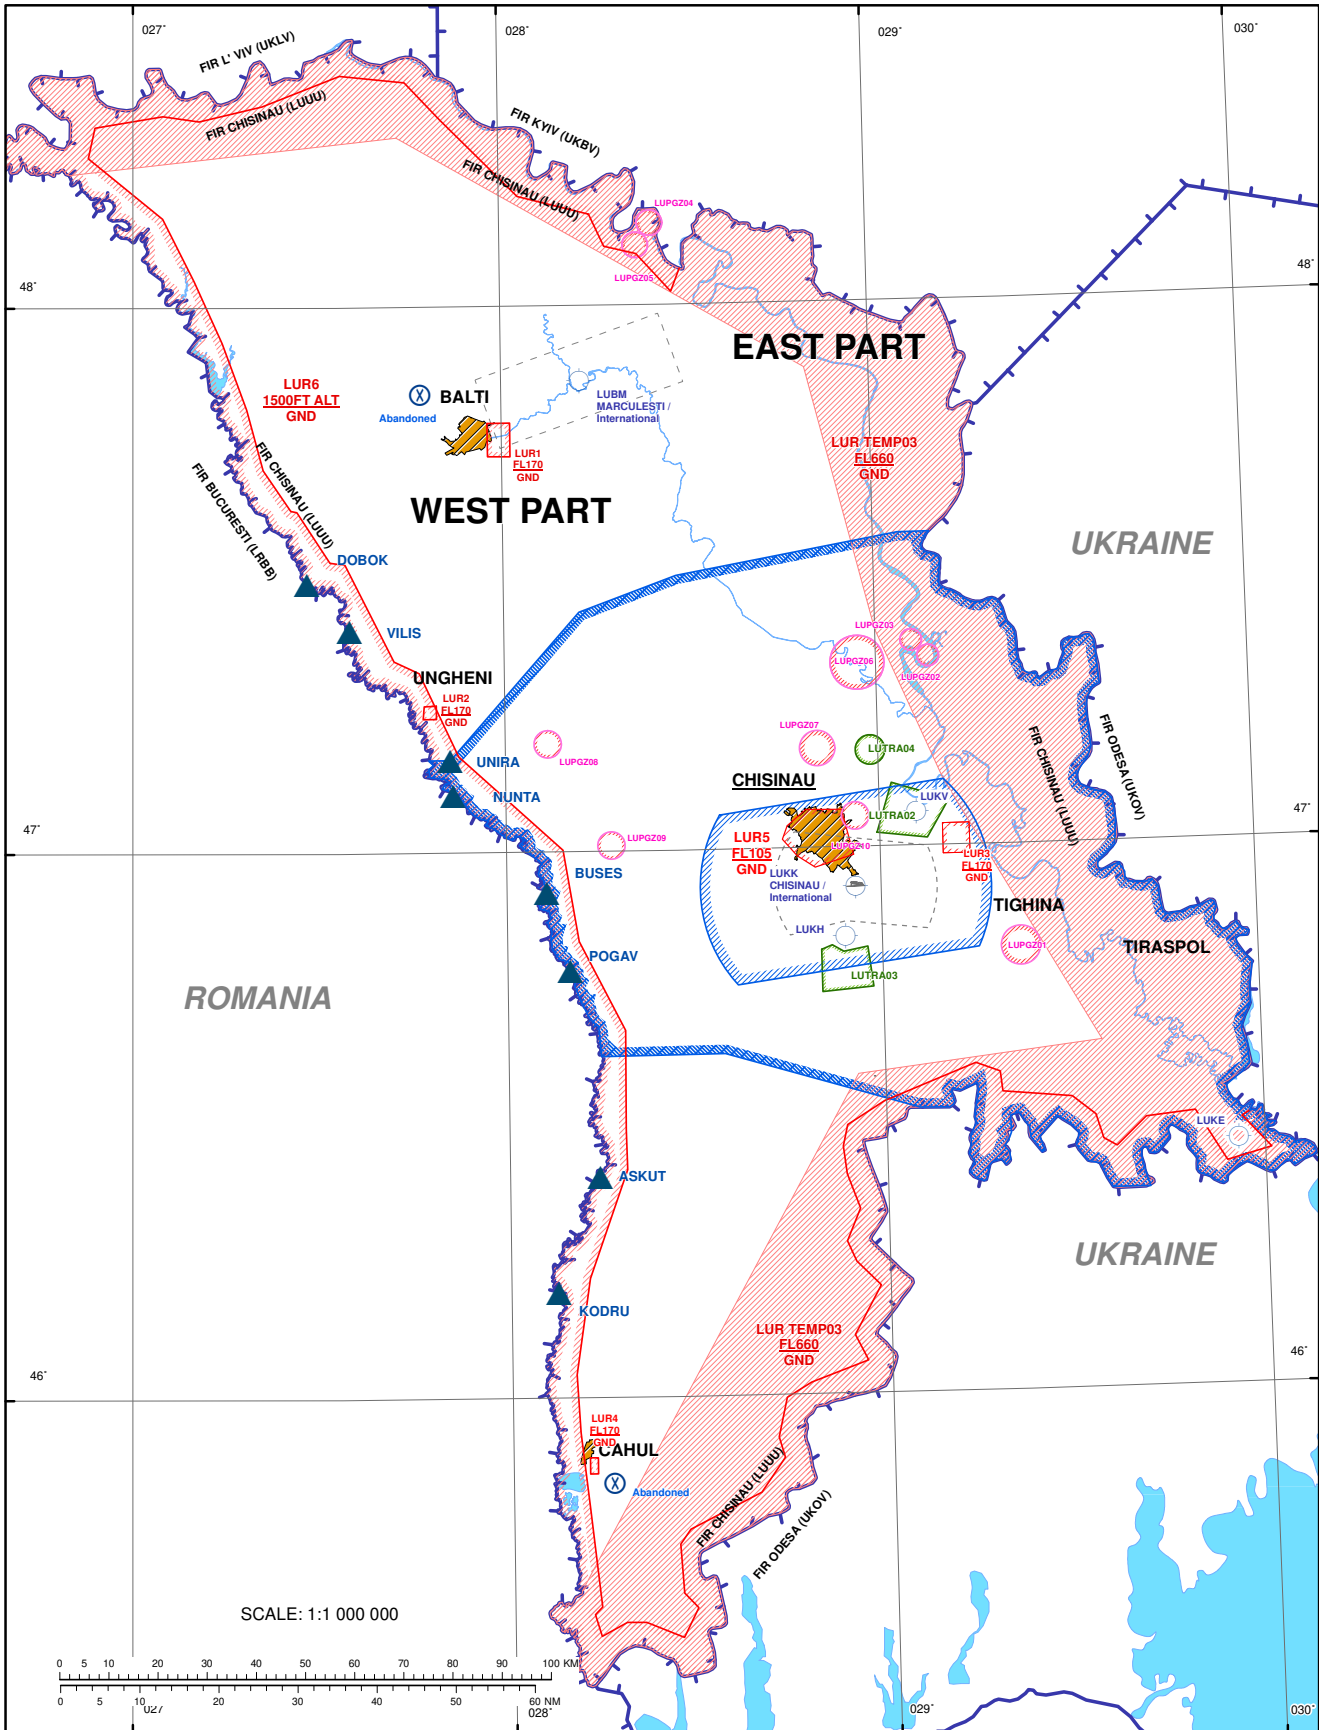 027°
028°
029°
030°
FIR L' VIV (UKLV)
FIR CHISINAU (LUUU)
FIR KYIV (UKBV)
FIR CHISINAU (LUUU)
LUPGZ04
LUPGZ05
48°
48°
EAST PART
LUR6
1500FT ALT
GND
BALTI
Abandoned
LUBM
MARCULESTI /
International
LUR1
FL170
GND
LUR TEMP03
FL660
GND
WEST PART
FIR CHISINAU (LUUU)
FIR BUCURESTI (LRBB)
UKRAINE
DOBOK
VILIS
UNGHENI
LUR2
FL170
GND
LUPGZ03
LUPGZ06
LUPGZ02
FIR ODESA (UKOV)
FIR CHISINAU (LUUU)
UNIRA
NUNTA
LUPGZ08
LUPGZ07
LUTRA04
CHISINAU
LUKV
LUTRA02
47°
47°
LUPGZ09
LUR5
FL105
GND
LUPGZ10
LUR3
FL170
GND
BUSES
LUKK
CHISINAU /
International
LUKH
TIGHINA
LUPGZ01
TIRASPOL
POGAV
LUTRA03
ROMANIA
LUKE
ASKUT
UKRAINE
KODRU
LUR TEMP03
FL660
GND
46°
46°
LUR4
FL170
GND
CAHUL
Abandoned
FIR CHISINAU (LUUU)
FIR ODESA (UKOV)
SCALE: 1:1 000 000
0 5 10 20 30 40 50 60 70 80 90 100 KM
0 5 10 20 30 40 50 60 NM
027
028°
029°
030°